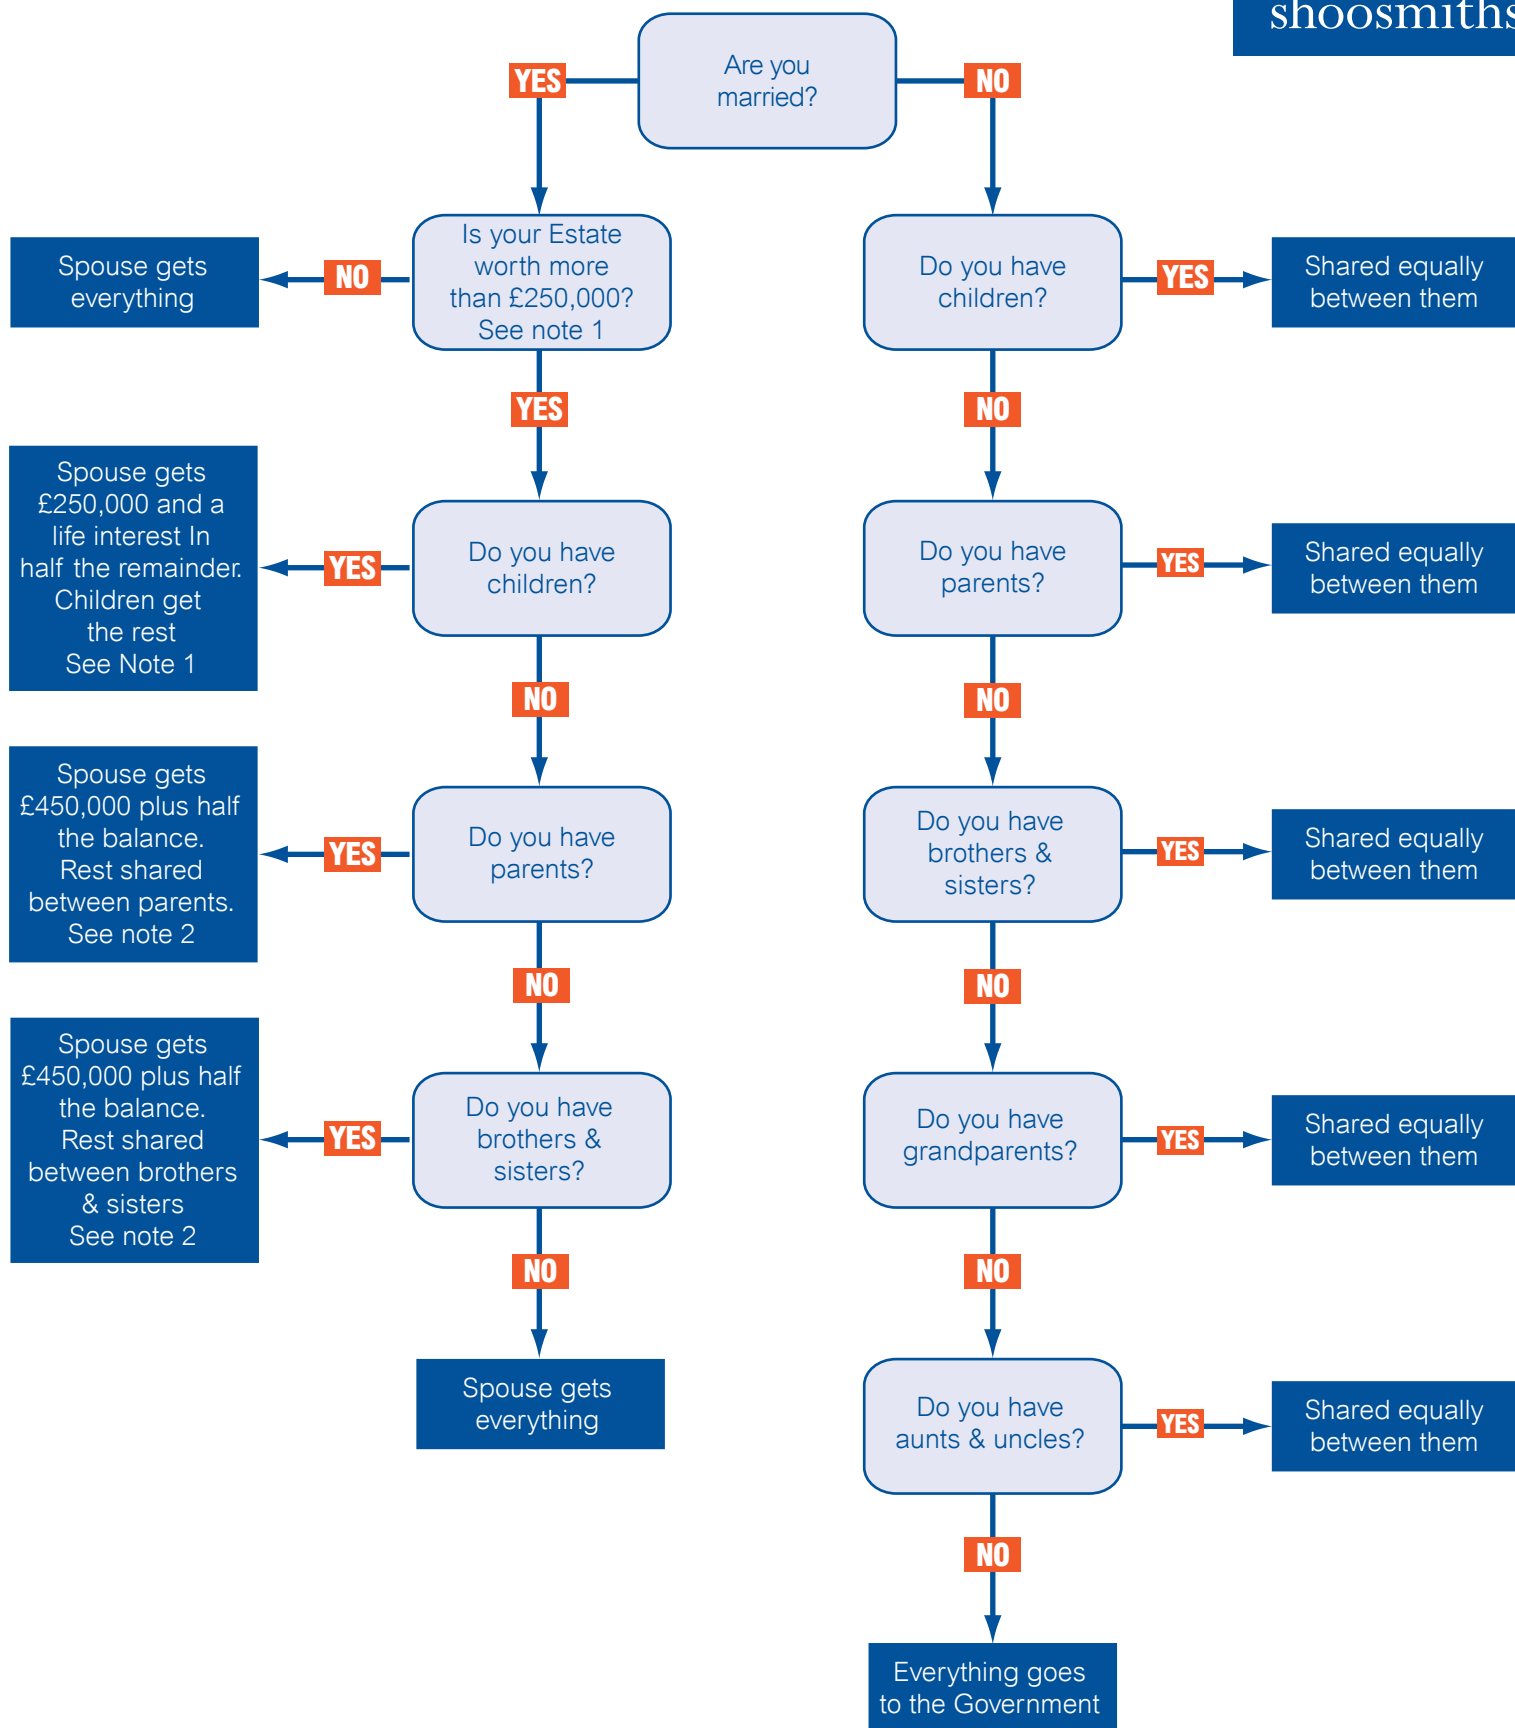 shoosmiths
Are you
married?
YES
NO
Is your Estate
worth more
than £250,000?
See note 1
NO
Spouse gets
everything
Do you have
children?
YES
Shared equally
between them
YES
NO
Do you have
children?
YES
Spouse gets
£250,000 and a
life interest In
half the remainder.
Children get
the rest
See Note 1
Do you have
parents?
YES
Shared equally
between them
NO
NO
Do you have
parents?
YES
Spouse gets
£450,000 plus half
the balance.
Rest shared
between parents.
See note 2
Do you have
brothers &
sisters?
YES
Shared equally
between them
NO
NO
Do you have
brothers &
sisters?
YES
Spouse gets
£450,000 plus half
the balance.
Rest shared
between brothers
& sisters
See note 2
Do you have
grandparents?
YES
Shared equally
between them
NO
NO
Spouse gets
everything
Do you have
aunts & uncles?
YES
Shared equally
between them
NO
Everything goes
to the Government